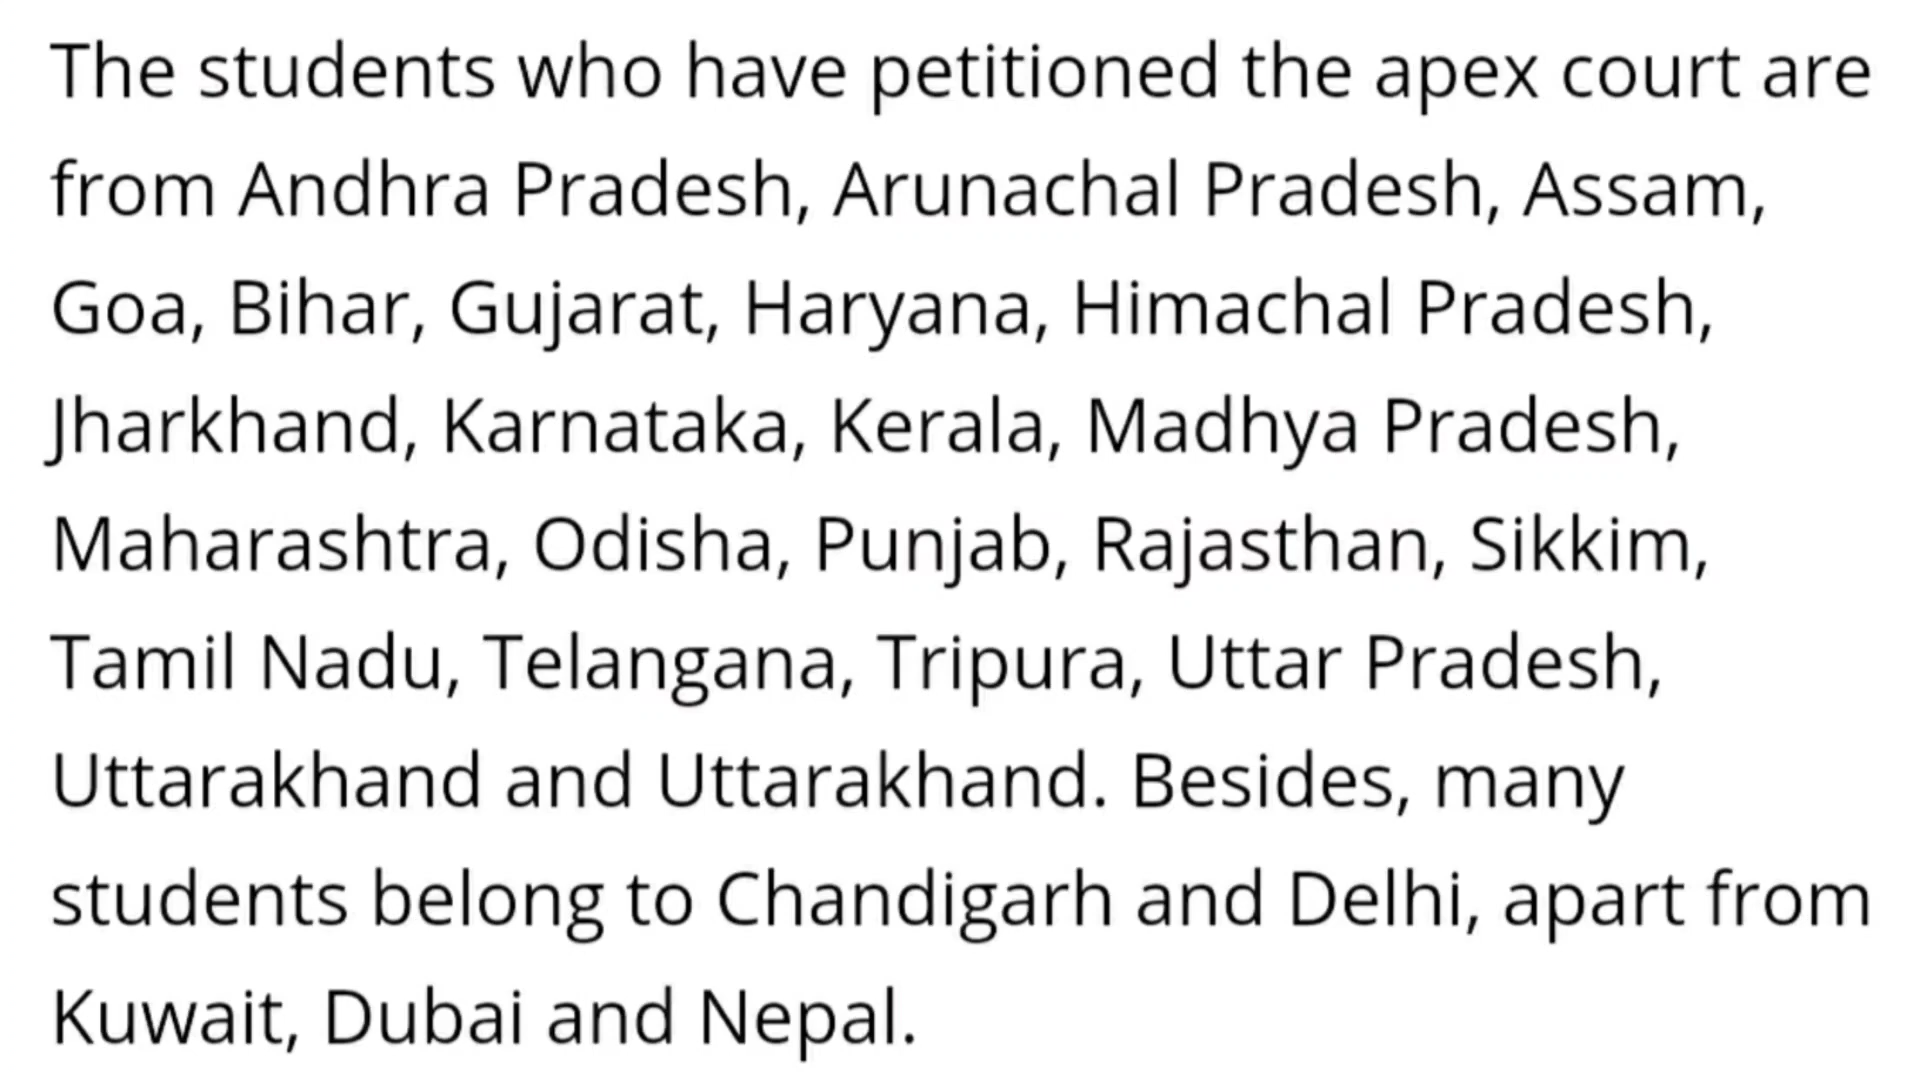 The students who have petitioned the apex court are
from Andhra Pradesh, Arunachal Pradesh, Assam,
Goa, Bihar, Gujarat, Haryana, Himachal Pradesh,
Jharkhand, Karnataka, Kerala, Madhya Pradesh,
Maharashtra, Odisha, Punjab, Rajasthan, Sikkim,
Tamil Nadu, Telangana, Tripura, Uttar Pradesh,
Uttarakhand and Uttarakhand. Besides, many
students belong to Chandigarh and Delhi, apart from
Kuwait, Dubai and Nepal.